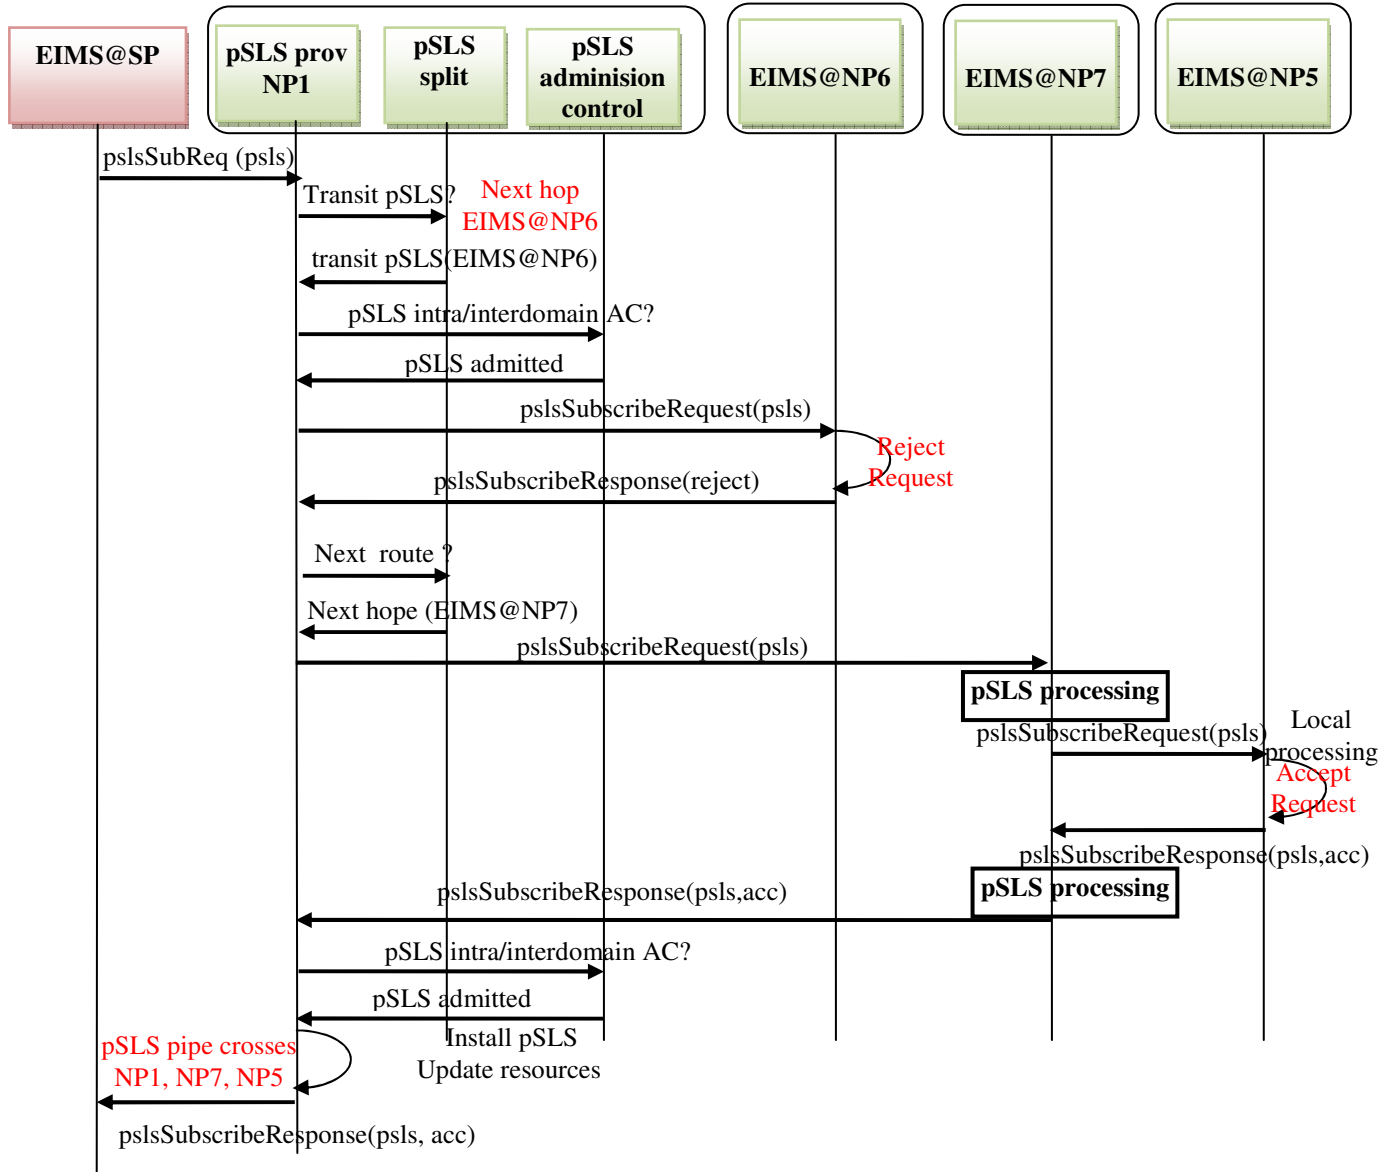 EIMS@SP
pSLS prov
NP1
pSLS
split
pSLS
adminision
control
EIMS@NP6
EIMS@NP7
EIMS@NP5
pslsSubReq (psls)
Transit pSLS?
Next hop
EIMS@NP6
transit pSLS(EIMS@NP6)
pSLS intra/interdomain AC?
pSLS admitted
pslsSubscribeRequest(psls)
Reject
Request
pslsSubscribeResponse(reject)
Next route ?
Next hope (EIMS@NP7)
pslsSubscribeRequest(psls)
pSLS processing
pslsSubscribeRequest(psls)
Local
processing
Accept
Request
pslsSubscribeResponse(psls,acc)
pSLS processing
pslsSubscribeResponse(psls,acc)
pSLS intra/interdomain AC?
pSLS admitted
Install pSLS
Update resources
pSLS pipe crosses
NP1, NP7, NP5
pslsSubscribeResponse(psls, acc)